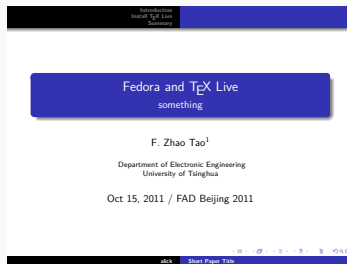 Introduction
Install TEX Live
Summary
Fedora and TEX Live
something
F. Zhao Tao1
Department of Electronic Engineering
University of Tsinghua
Oct 15, 2011 / FAD Beijing 2011
alick Short Paper Title